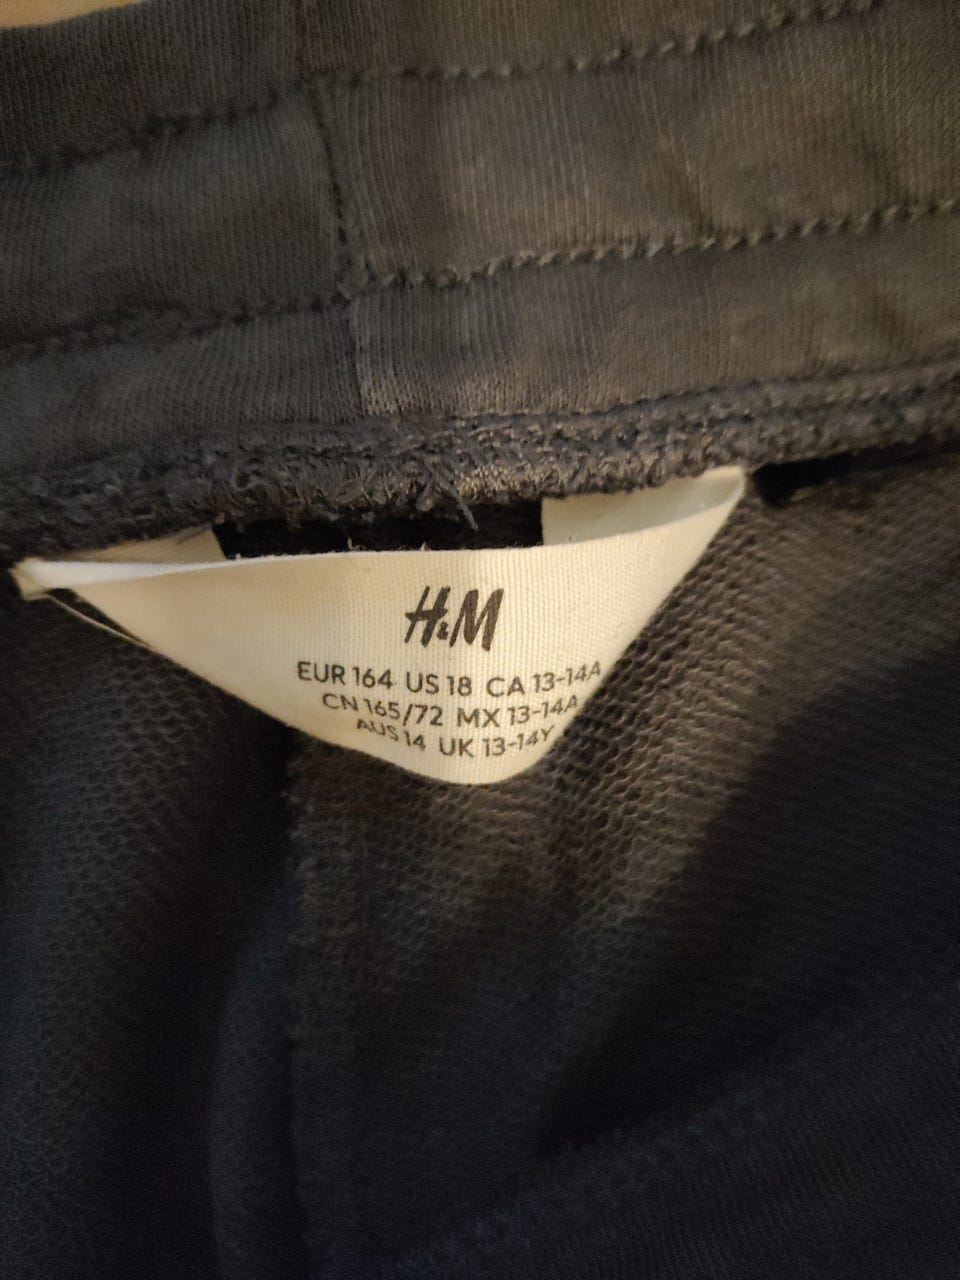 H&M
EUR 164 US 18 CA 13-14A
CN 165/72 MX 13-14A
AUS 14 UK 13-14Y